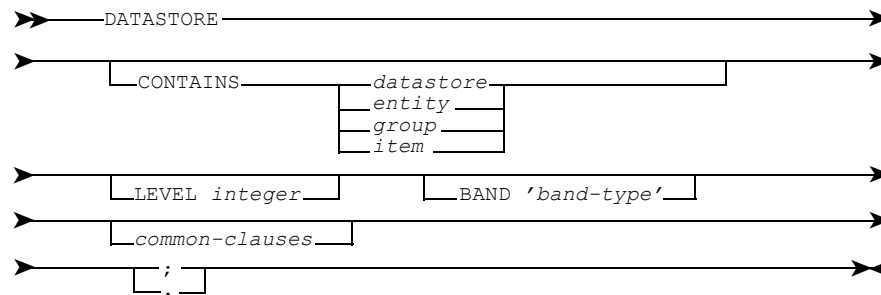 DATASTORE
CONTAINS datastore
entity
group
item
LEVEL integer BAND 'band-type'
common-clauses
;
.